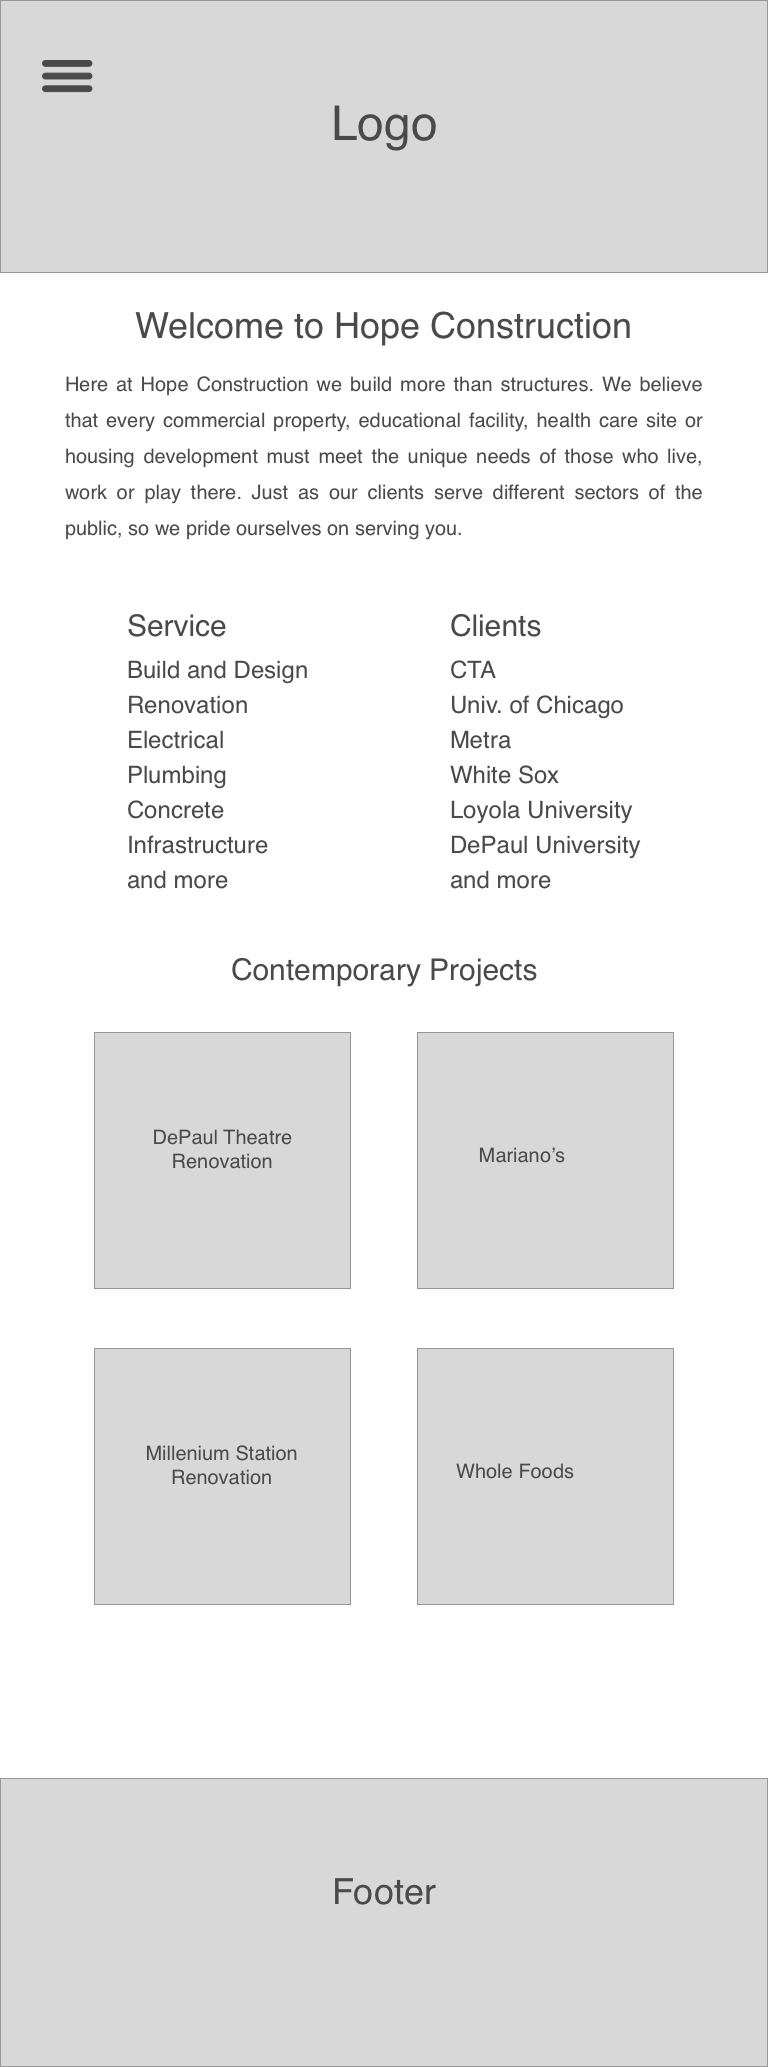 Logo
Welcome to Hope Construction
Here at Hope Construction we build more than structures. We believe
that every commercial property, educational facility, health care site or
housing development must meet the unique needs of those who live,
work or play there. Just as our clients serve different sectors of the
public, so we pride ourselves on serving you.
Service
Build and Design
Renovation
Electrical
Plumbing
Concrete
Infrastructure
and more
Clients
CTA
Univ. of Chicago
Metra
White Sox
Loyola University
DePaul University
and more
Contemporary Projects
DePaul Theatre
Renovation
Mariano’s
Millenium Station
Renovation
Whole Foods
Footer